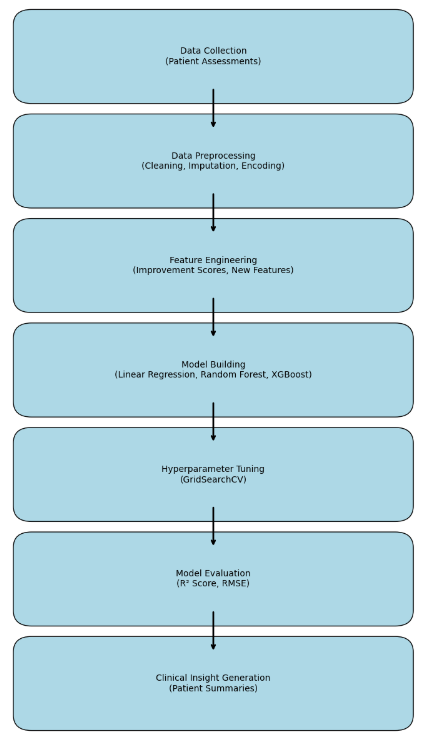 Data Collection
(Patient Assessments)
Data Preprocessing
(Cleaning, Imputation, Encoding)
Feature Engineering
(Improvement Scores, New Features)
Model Building
(Linear Regression, Random Forest, XGBoost)
Hyperparameter Tuning
(GridSearchCV)
Model Evaluation
(R² Score, RMSE)
Clinical Insight Generation
(Patient Summaries)